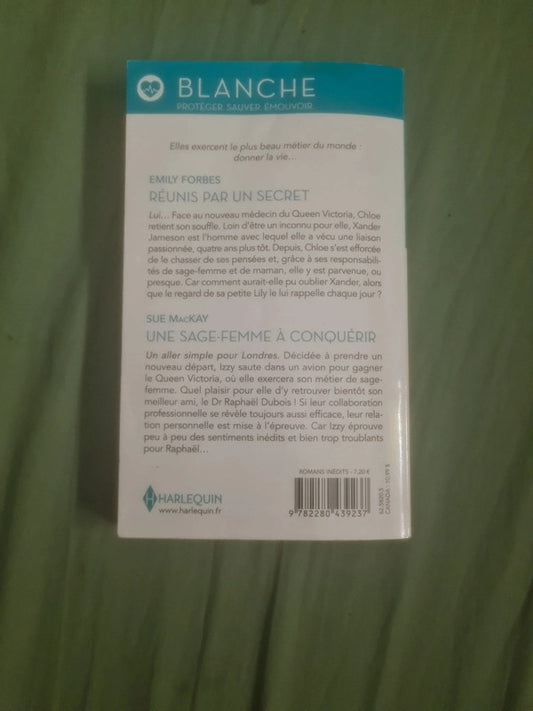 BLANCHE
PROTÉGER SAUVER ÉMOUVOIR
Elles exercent le plus beau métier du monde :
donner la vie...
EMILY FORBES
RÉUNIS PAR UN SECRET
Lui... Face au nouveau médecin du Queen Victoria, Chloe
retient son souffle. Loin d'être un inconnu pour elle, Xander
Jameson est l'homme avec lequel elle a vécu une liaison
passionnée, quatre ans plus tôt. Depuis, Chloe s'est efforcée
de le chasser de ses pensées et, grâce à ses responsabili-
tés de sage-femme et de maman, elle y est parvenue, ou
presque. Car comment aurait-elle pu oublier Xander, alors
que le regard de sa petite Lily le lui rappelle chaque jour ?
SUE MACKAY
UNE SAGE-FEMME À CONQUÉRIR
Un aller simple pour Londres. Décidée à prendre un
nouveau départ, Izzy saute dans un avion pour gagner
le Queen Victoria, où elle exercera son métier de sage-
femme. Quel plaisir pour elle d'y retrouver bientôt son
meilleur ami, le Dr Raphaël Dubois ! Si leur collaboration
professionnelle se révèle toujours aussi efficace, leur rela-
tion personnelle est mise à l'épreuve. Car Izzy éprouve
peu à peu des sentiments inédits et bien trop troublants
pour Raphaël...
ROMANS INÉDITS - 7,20 €
HARLEQUIN
www.harlequin.fr
9 782280 439237
CANADA : 10,99 $